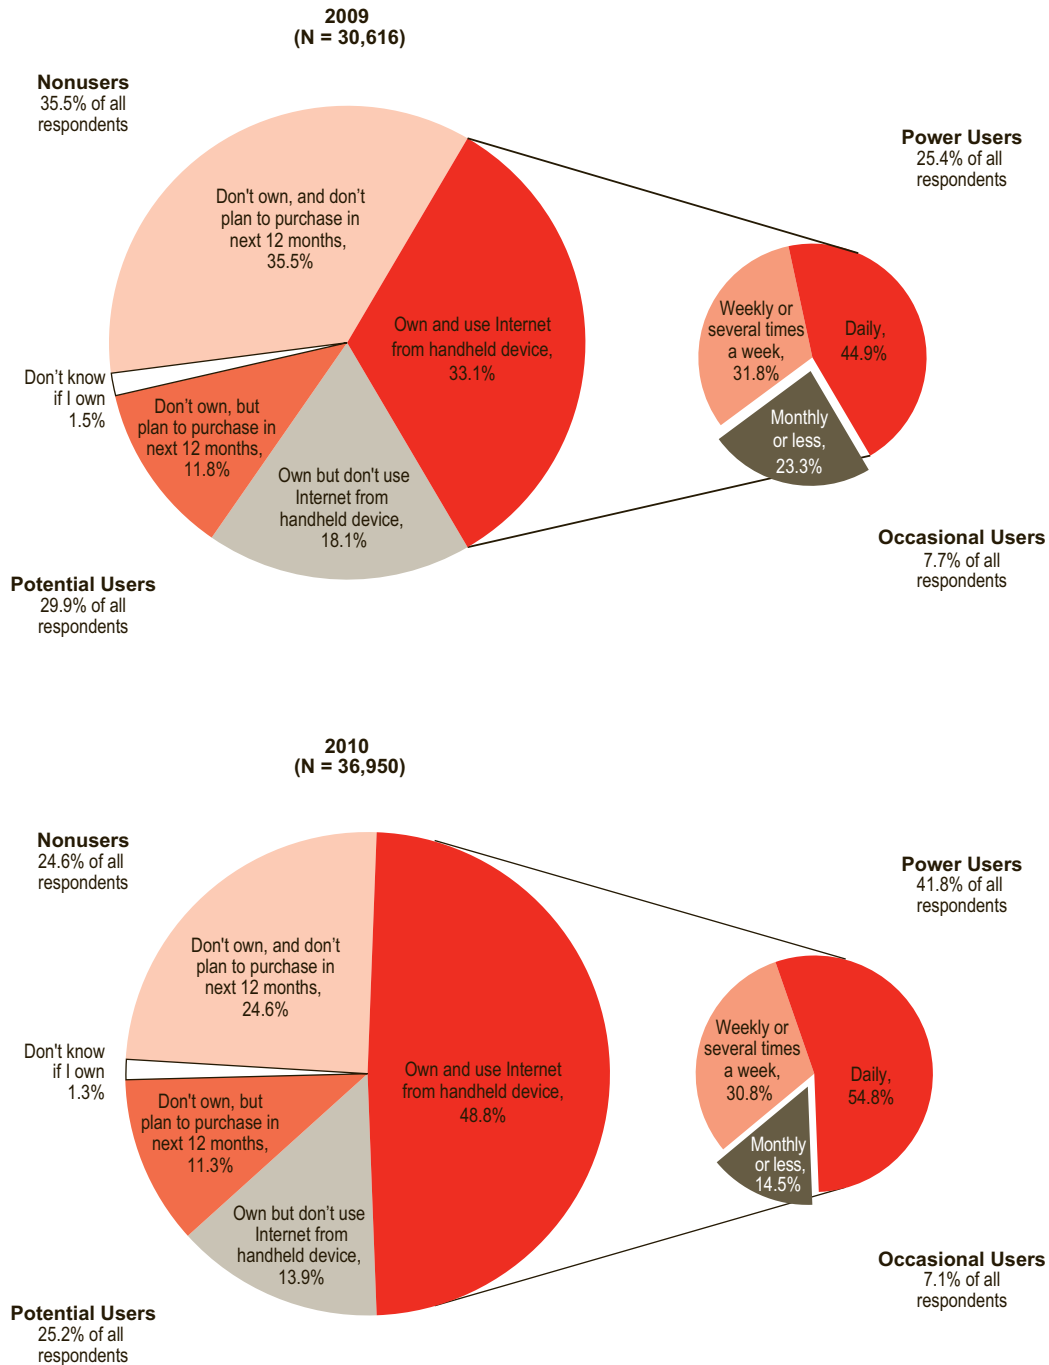 2009
(N = 30,616)
Nonusers
35.5% of all
respondents
Power Users
25.4% of all
respondents
Don't own, and don’t
plan to purchase in
next 12 months,
35.5%
Own and use Internet
from handheld device,
33.1%
Weekly or
several times
a week,
31.8%
Daily,
44.9%
Don’t know
if I own
1.5%
Don’t own, but
plan to purchase in
next 12 months,
11.8%
Monthly
or less,
23.3%
Own but don't use
Internet from
handheld device,
18.1%
Occasional Users
7.7% of all
respondents
Potential Users
29.9% of all
respondents
2010
(N = 36,950)
Nonusers
24.6% of all
respondents
Power Users
41.8% of all
respondents
Don't own, and don’t
plan to purchase in
next 12 months,
24.6%
Own and use Internet
from handheld device,
48.8%
Weekly or
several times
a week,
30.8%
Daily,
54.8%
Don't know
if I own
1.3%
Don't own, but
plan to purchase in
next 12 months,
11.3%
Monthly
or less,
14.5%
Own but don’t use
Internet from
handheld device,
13.9%
Occasional Users
7.1% of all
respondents
Potential Users
25.2% of all
respondents